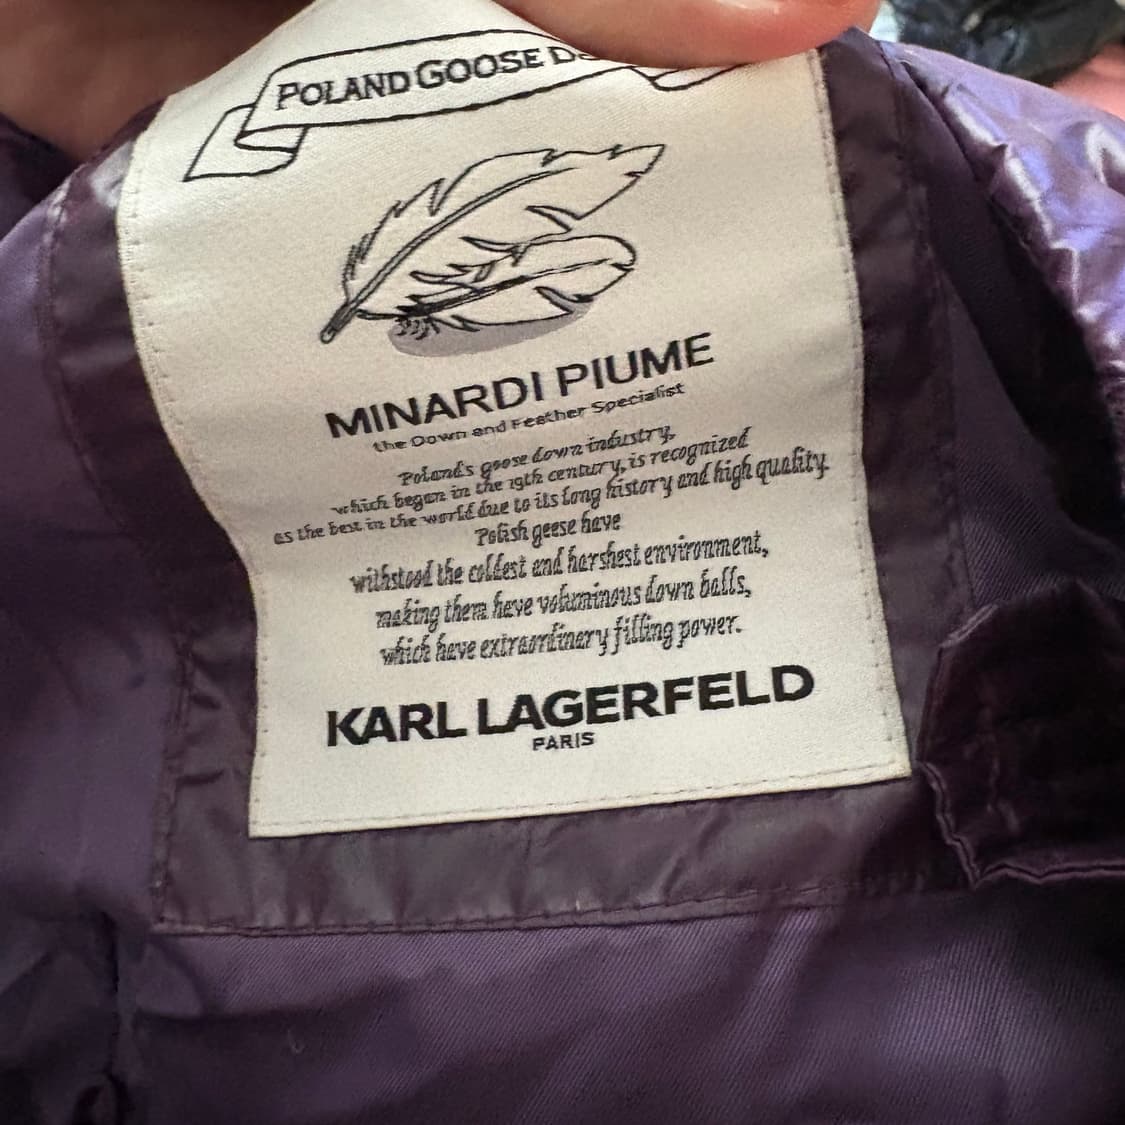 POLAND GOOSE
MINARDI PIUME
the Down and Feather Specialist
Poland's goose down industry,
which began in the 19th century, is recognized
as the best in the world due to its long history and high quality.
Polish geese have
withstood the coldest and harshest environment,
making them have voluminous down balls,
which have extraordinary filling power.
KARL LAGERFELD
PARIS